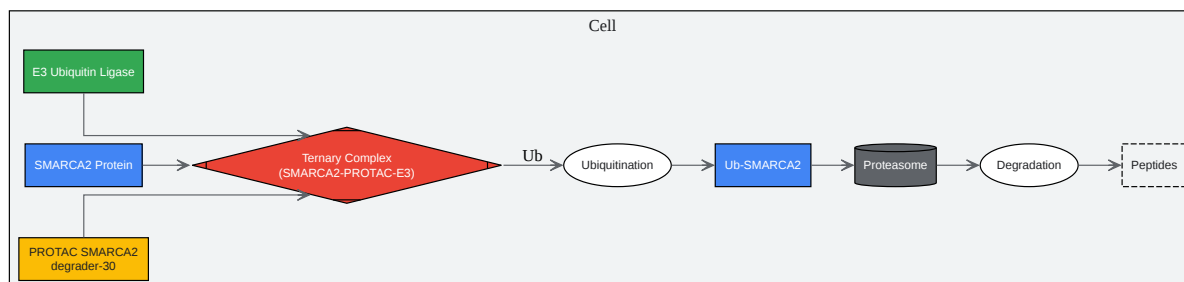 Cell
E3 Ubiquitin Ligase
SMARCA2 Protein
PROTAC SMARCA2
degrader-30
Ternary Complex
(SMARCA2-PROTAC-E3)
Ub
Ubiquitination
Ub-SMARCA2
Proteasome
Degradation
Peptides